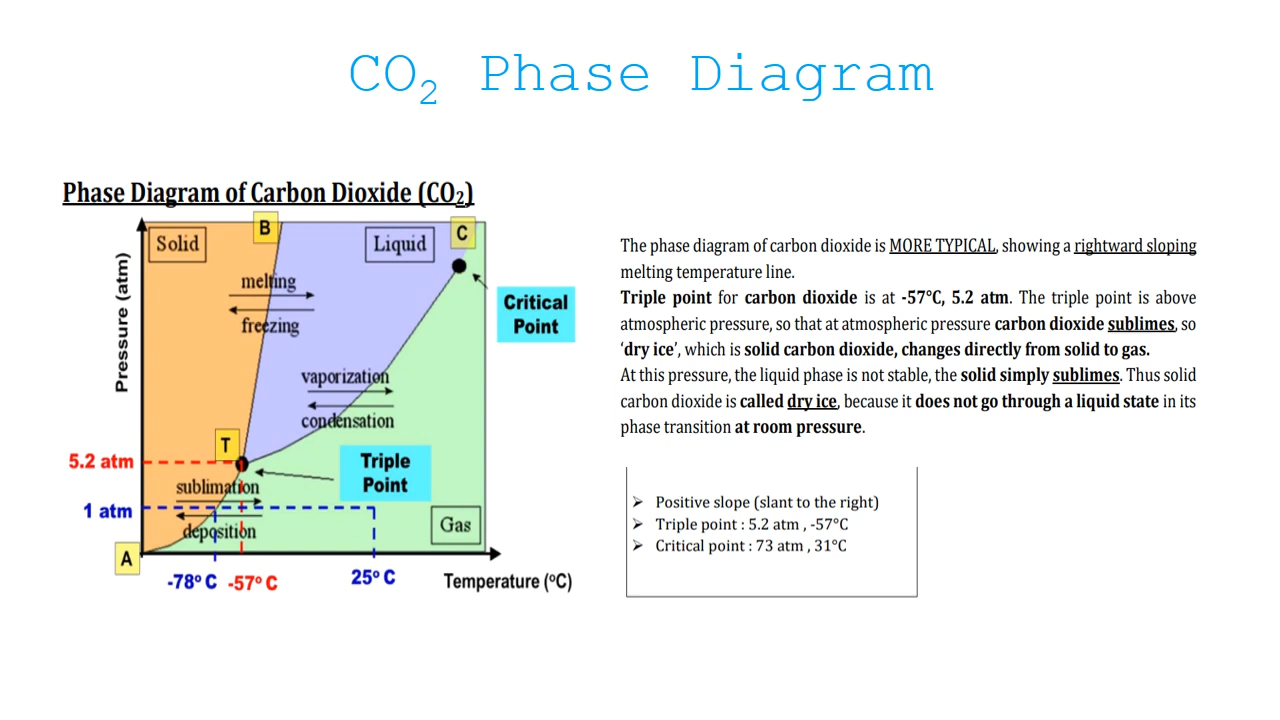 CO₂ Phase Diagram
Phase Diagram of Carbon Dioxide (CO₂)
Pressure (atm)
Solid
B
Liquid
C
melting
freezing
Critical
Point
vaporization
condensation
T
5.2 atm
Triple
Point
sublimation
1 atm
deposition
Gas
A
-78° C
-57° C
25° C
Temperature (°C)
The phase diagram of carbon dioxide is MORE TYPICAL, showing a rightward sloping
melting temperature line.
Triple point for carbon dioxide is at -57°C, 5.2 atm. The triple point is above
atmospheric pressure, so that at atmospheric pressure carbon dioxide sublimes, so
‘dry ice’, which is solid carbon dioxide, changes directly from solid to gas.
At this pressure, the liquid phase is not stable, the solid simply sublimes. Thus solid
carbon dioxide is called dry ice, because it does not go through a liquid state in its
phase transition at room pressure.
➢ Positive slope (slant to the right)
➢ Triple point : 5.2 atm , -57°C
➢ Critical point : 73 atm , 31°C